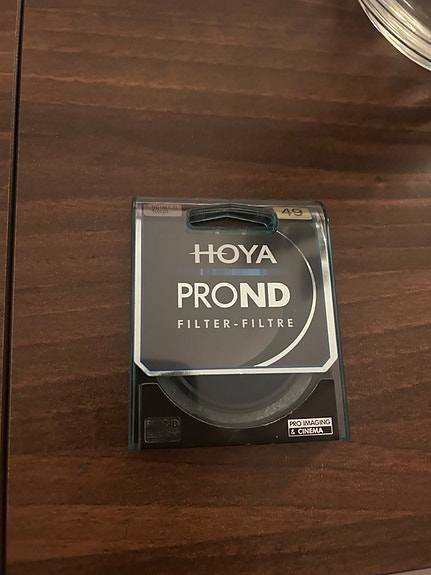 49
HOYA
PROND
FILTER-FILTRE
PRO IMAGING
& CINEMA